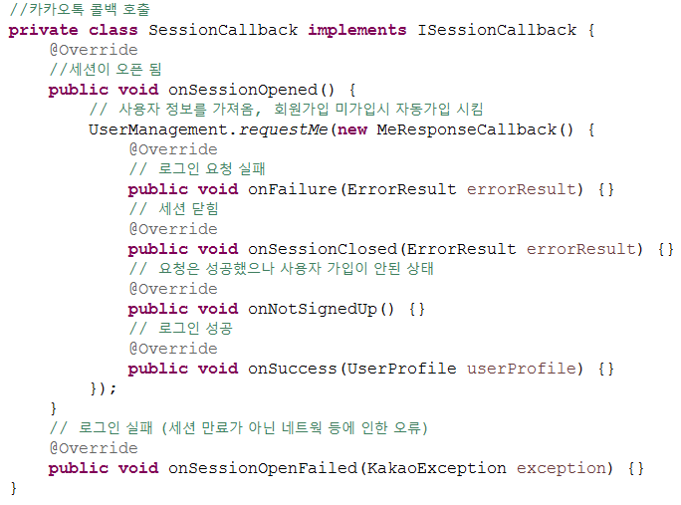 //카카오톡 콜백 호출
private class SessionCallback implements ISessionCallback {
    @Override
    //세션이 오픈 됨
    public void onSessionOpened() {
        // 사용자 정보를 가져옴, 회원가입 미가입시 자동가입 시킴
        UserManagement.requestMe(new MeResponseCallback() {
            @Override
            // 로그인 요청 실패
            public void onFailure(ErrorResult errorResult) {}
            // 세션 닫힘
            @Override
            public void onSessionClosed(ErrorResult errorResult) {}
            // 요청은 성공했으나 사용자 가입이 안된 상태
            @Override
            public void onNotSignedUp() {}
            // 로그인 성공
            @Override
            public void onSuccess(UserProfile userProfile) {}
        });
    }
    // 로그인 실패 (세션 만료가 아닌 네트웍 등에 인한 오류)
    @Override
    public void onSessionOpenFailed(KakaoException exception) {}
}